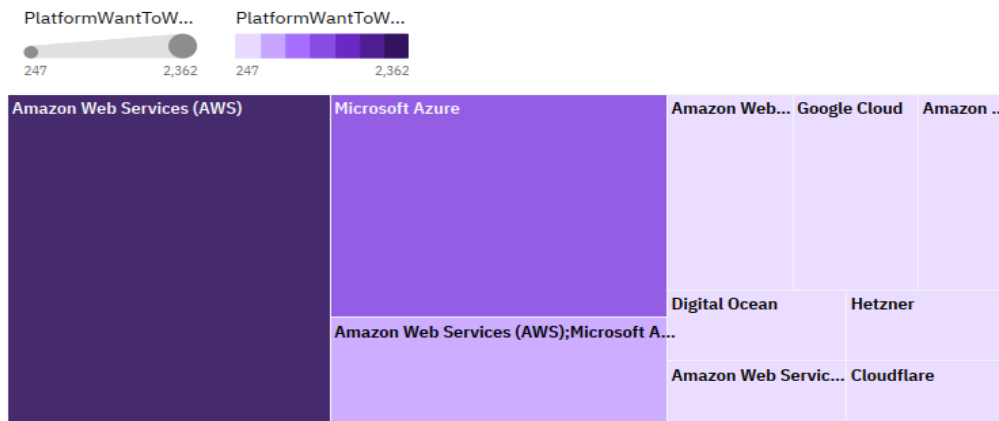 PlatformWantToW...
PlatformWantToW...
247
2,362
247
2,362
Amazon Web Services (AWS)
Microsoft Azure
Amazon Web...
Google Cloud
Amazon ...
Digital Ocean
Hetzner
Amazon Web Services (AWS);Microsoft A...
Amazon Web Servic...
Cloudflare